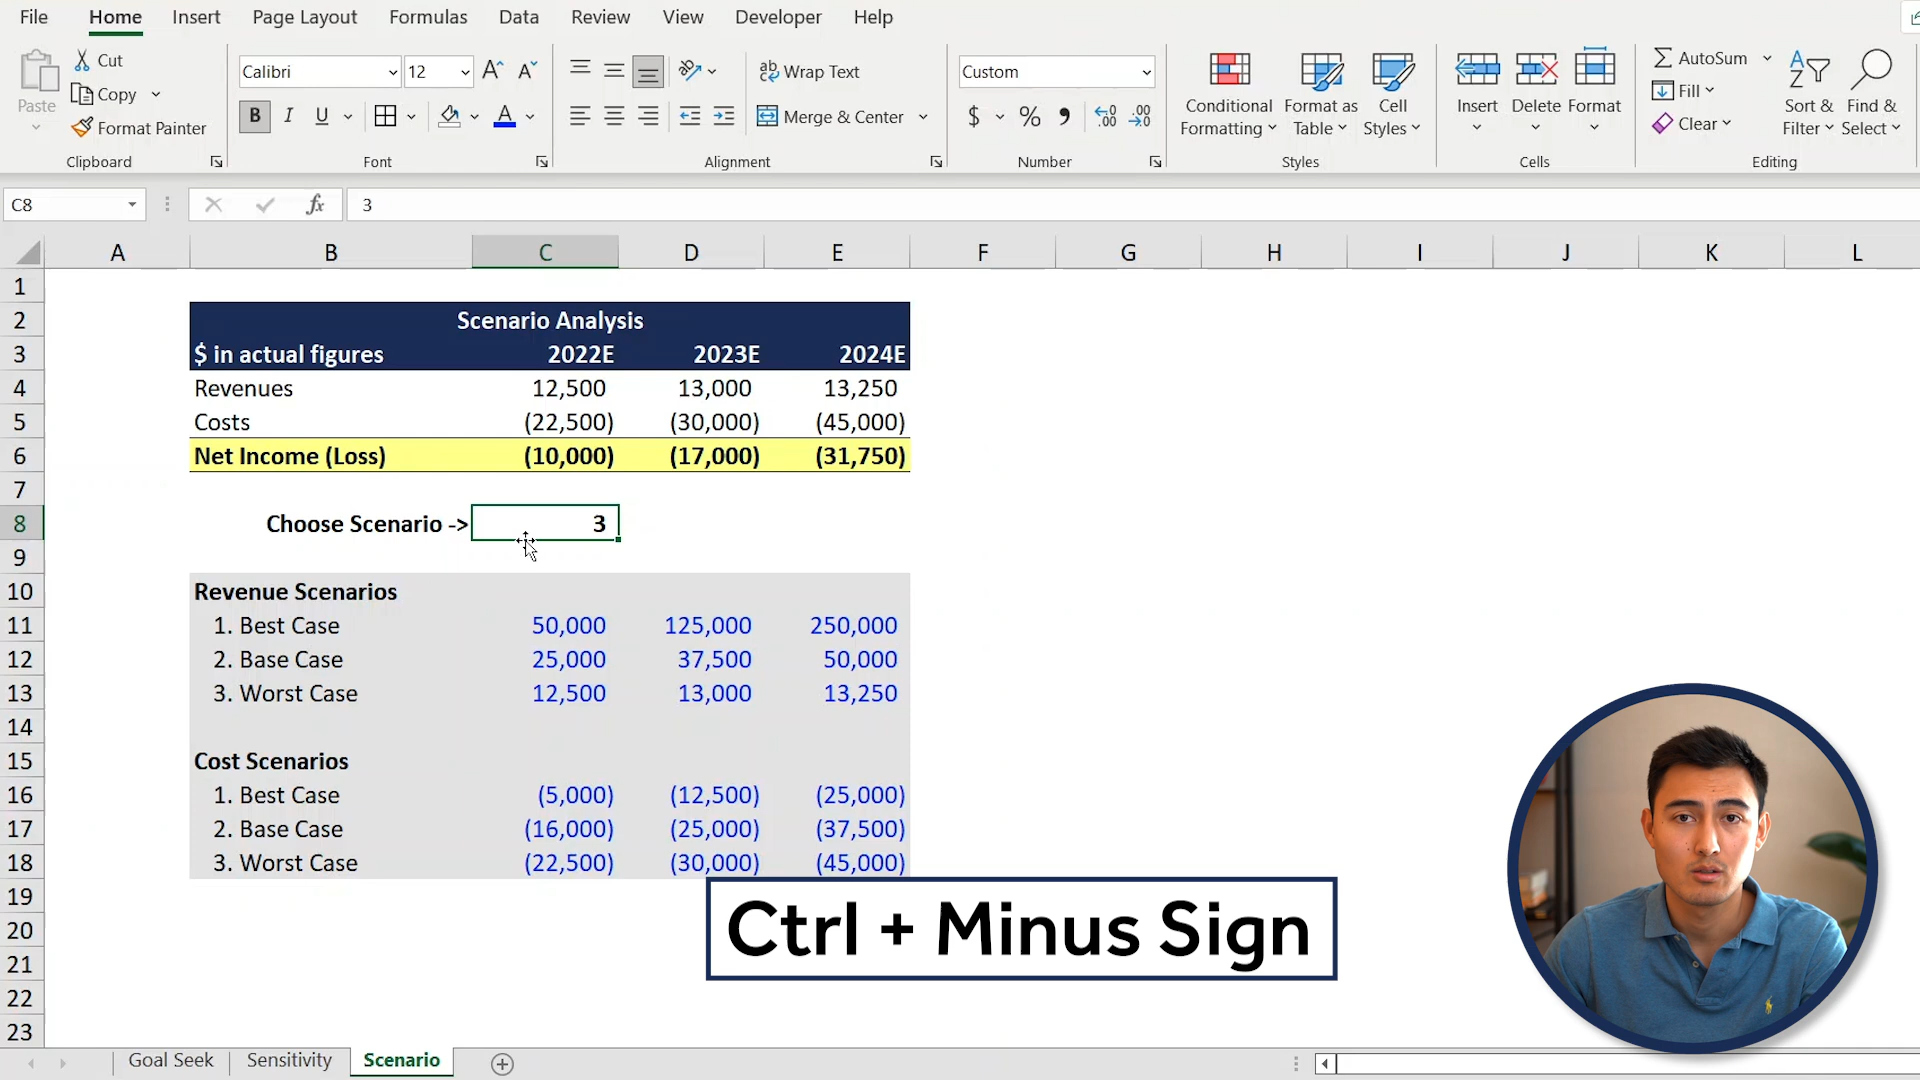 File Home Insert Page Layout Formulas Data Review View Developer Help
Paste Cut Copy Format Painter Clipboard
Calibri 12 B I U A Font
Wrap Text Merge & Center Alignment
Custom $ % Number
Conditional Formatting Format as Table Cell Styles Styles
Insert Delete Format Cells
AutoSum Fill Clear Sort & Filter Find & Select Editing
C8 fx 3
A B C D E F G H I J K L
1
2 Scenario Analysis
3 $ in actual figures 2022E 2023E 2024E
4 Revenues 12,500 13,000 13,250
5 Costs (22,500) (30,000) (45,000)
6 Net Income (Loss) (10,000) (17,000) (31,750)
7
8 Choose Scenario -> 3
9
10 Revenue Scenarios
11 1. Best Case 50,000 125,000 250,000
12 2. Base Case 25,000 37,500 50,000
13 3. Worst Case 12,500 13,000 13,250
14
15 Cost Scenarios
16 1. Best Case (5,000) (12,500) (25,000)
17 2. Base Case (16,000) (25,000) (37,500)
18 3. Worst Case (22,500) (30,000) (45,000)
19
20 Ctrl + Minus Sign
21
22
23
Goal Seek Sensitivity Scenario